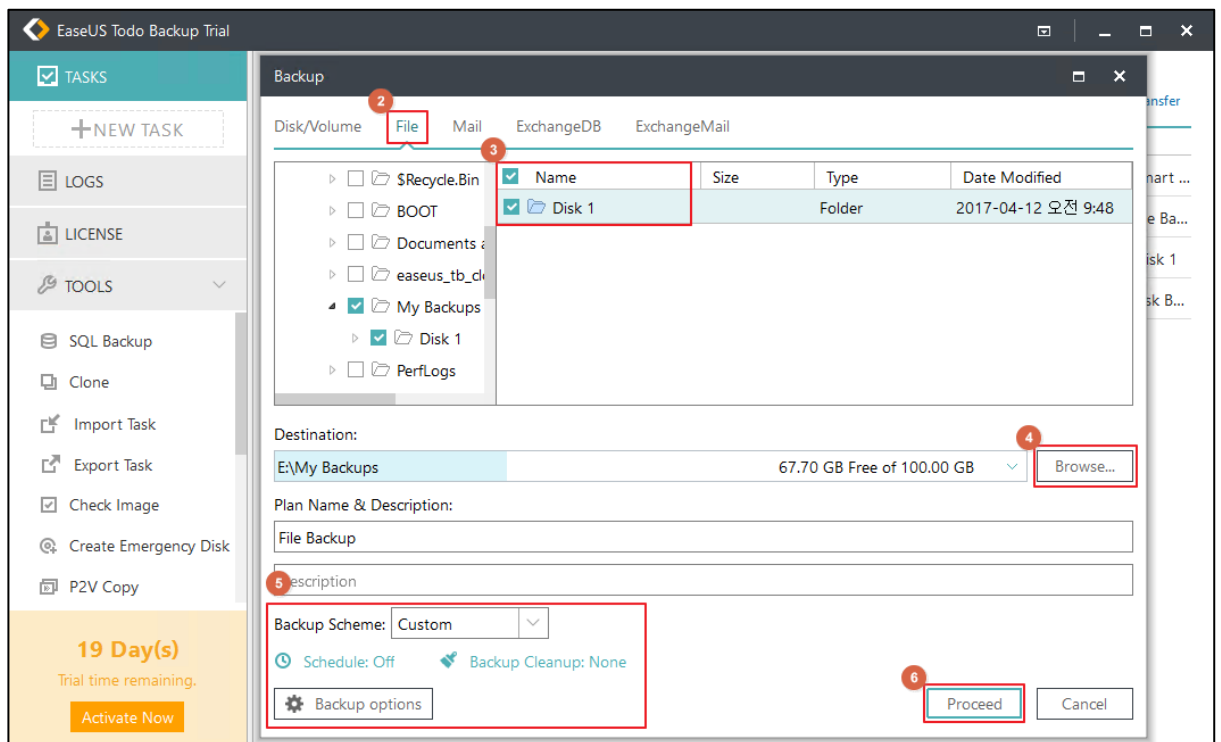 EaseUS Todo Backup Trial
TASKS
NEW TASK
LOGS
LICENSE
TOOLS
SQL Backup
Clone
Import Task
Export Task
Check Image
Create Emergency Disk
P2V Copy
19 Day(s)
Trial time remaining.
Activate Now
Backup
2
Disk/Volume File Mail ExchangeDB ExchangeMail
3
$Recycle.Bin
BOOT
Documents a
easeus_tb_clo
My Backups
Disk 1
PerfLogs
Name Size Type Date Modified
Disk 1 Folder 2017-04-12 오전 9:48
Destination:
4
E:\My Backups 67.70 GB Free of 100.00 GB Browse...
Plan Name & Description:
File Backup
5 escription
Backup Scheme: Custom
Schedule: Off Backup Cleanup: None
Backup options
6
Proceed Cancel
ansfer
mart ...
e Ba...
isk 1
sk B...